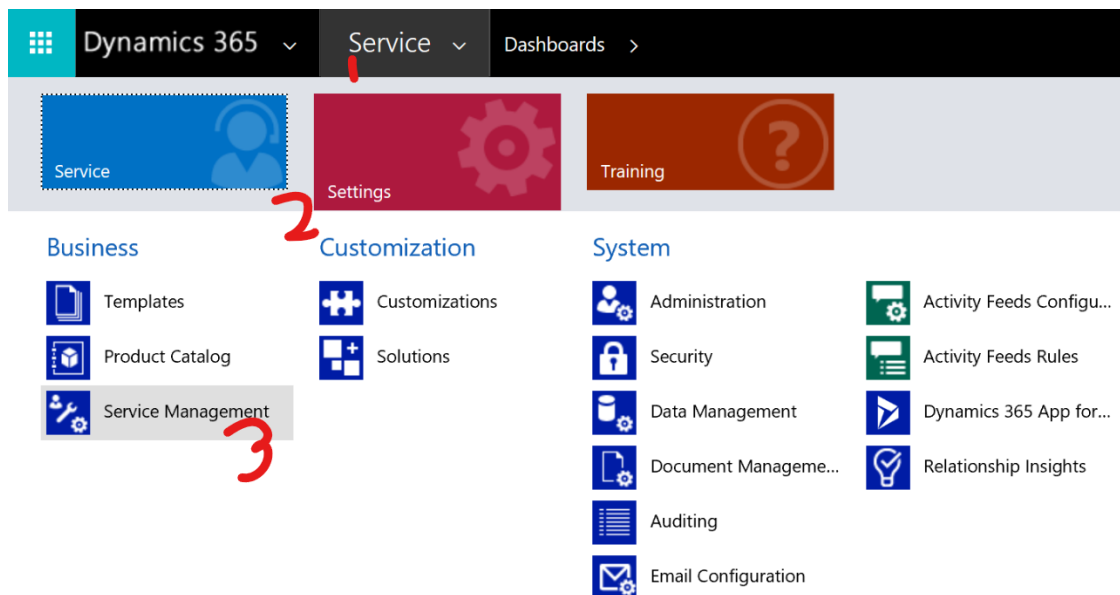 Dynamics 365 Service Dashboards
1
Service Settings Training
2
Business Customization System
Templates Customizations Administration Activity Feeds Configu...
Product Catalog Solutions Security Activity Feeds Rules
Service Management Data Management Dynamics 365 App for...
3
Document Manageme... Relationship Insights
Auditing
Email Configuration